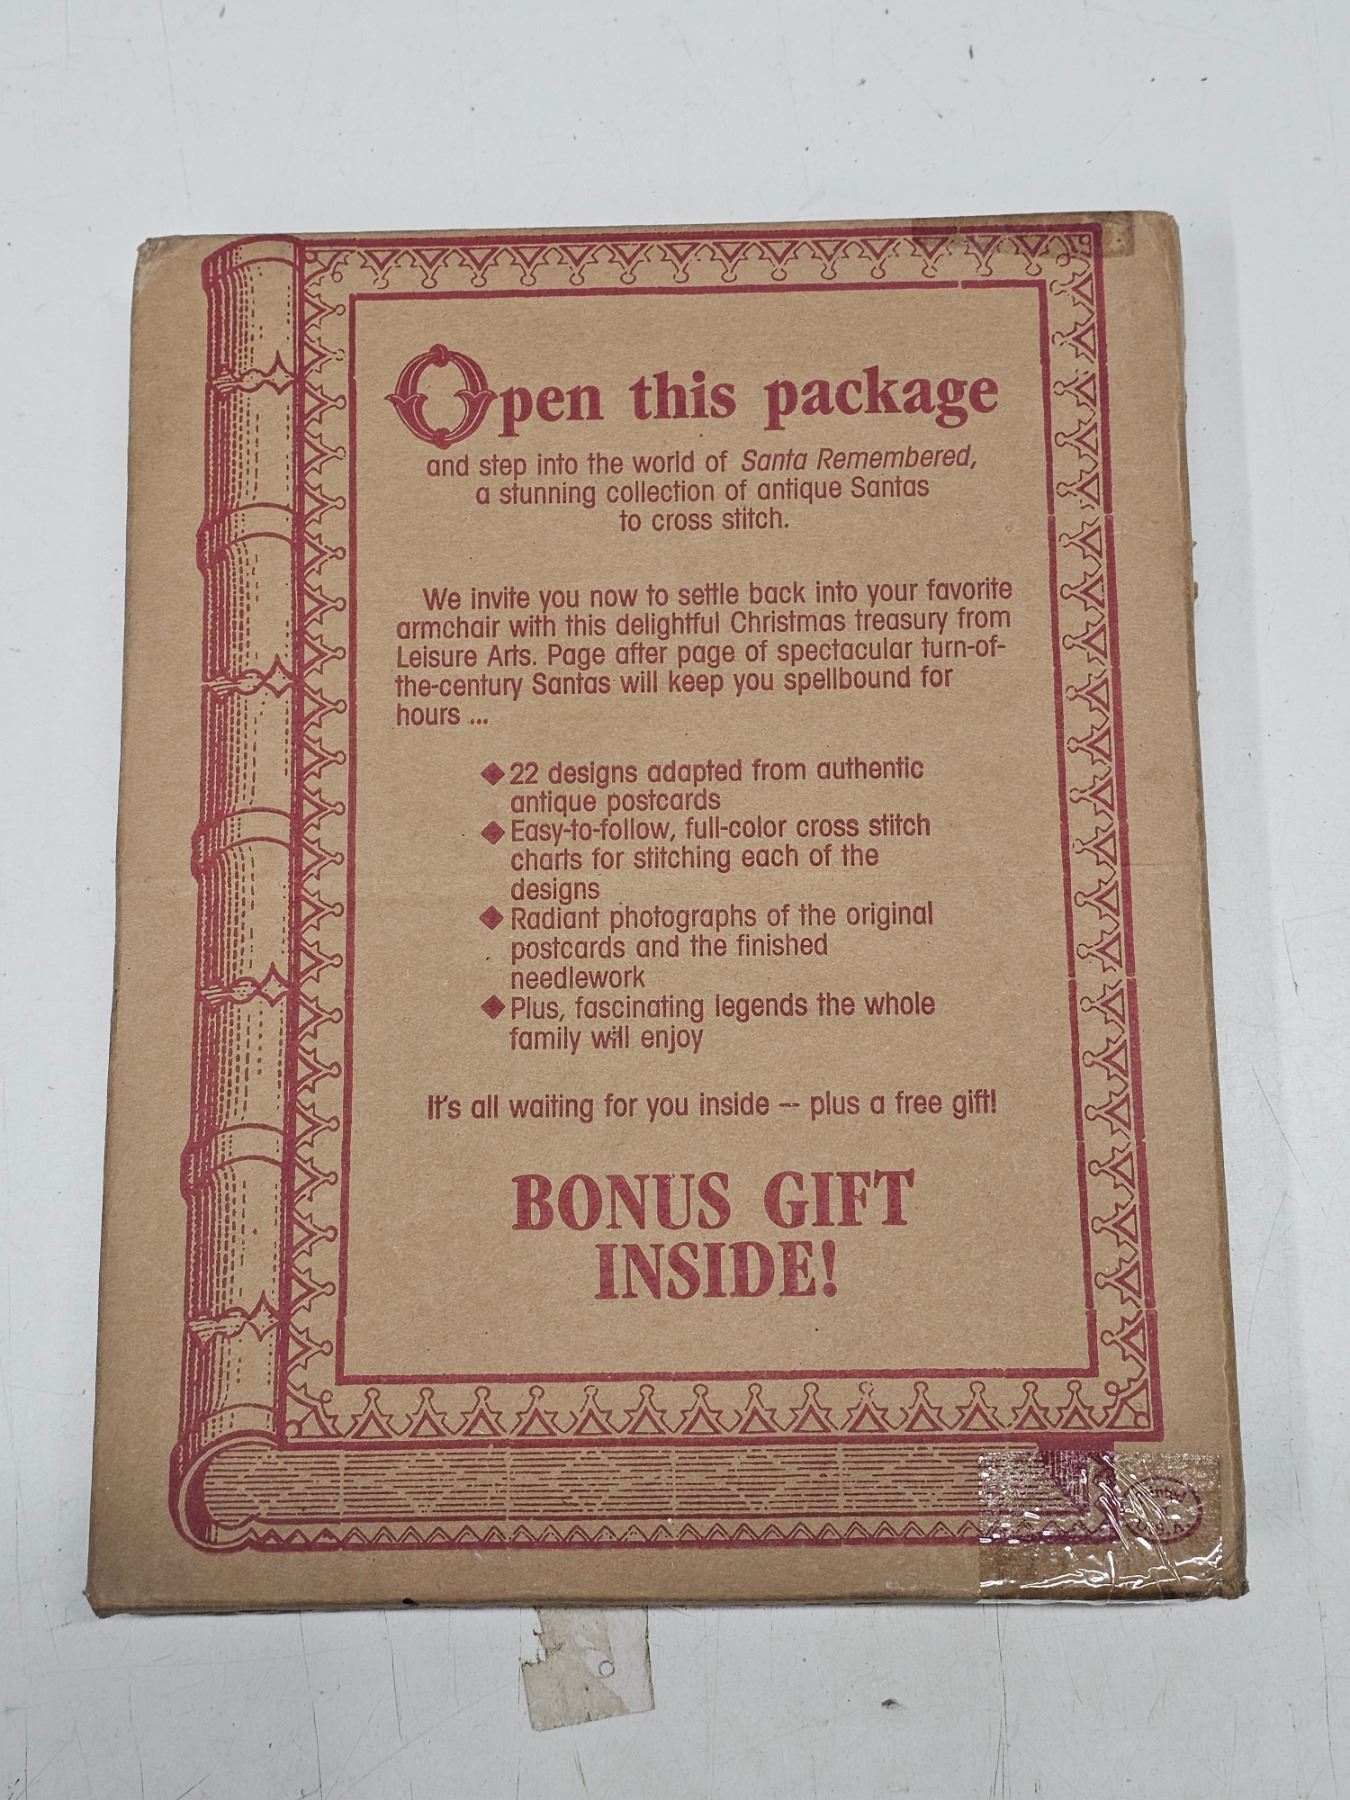 Open this package
and step into the world of Santa Remembered,
a stunning collection of antique Santas
to cross stitch.
We invite you now to settle back into your favorite
armchair with this delightful Christmas treasury from
Leisure Arts. Page after page of spectacular turn-of-
the-century Santas will keep you spellbound for
hours ...
◆ 22 designs adapted from authentic
antique postcards
◆ Easy-to-follow, full-color cross stitch
charts for stitching each of the
designs
◆ Radiant photographs of the original
postcards and the finished
needlework
◆ Plus, fascinating legends the whole
family will enjoy
It's all waiting for you inside — plus a free gift!
BONUS GIFT
INSIDE!